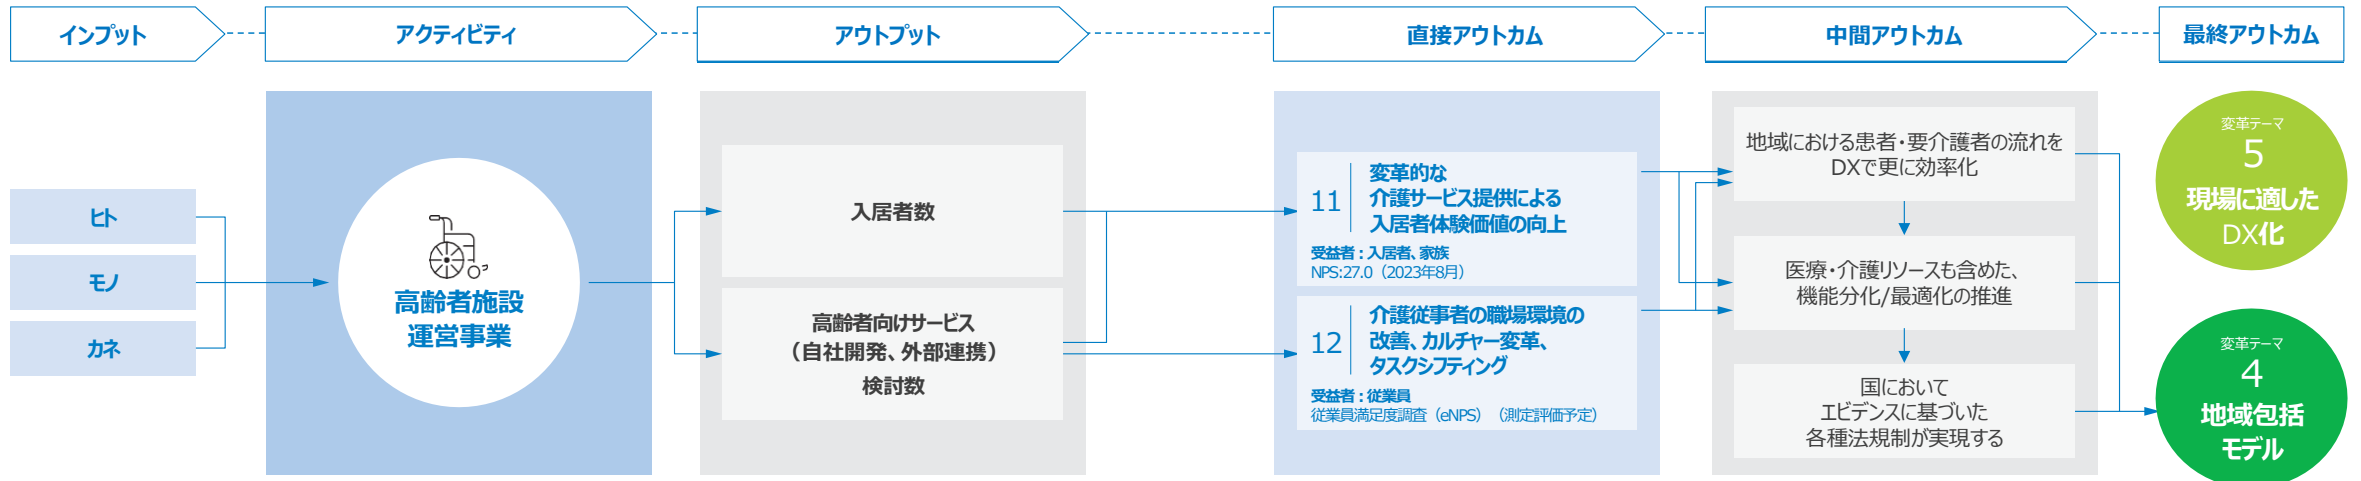 インプット
アクティビティ
アウトプット
直接アウトカム
中間アウトカム
最終アウトカム
ヒト
モノ
カネ
高齢者施設
運営事業
入居者数
高齢者向けサービス
（自社開発、外部連携）
検討数
11
変革的な
介護サービス提供による
入居者体験価値の向上
受益者：入居者、家族
NPS:27.0（2023年8月）
12
介護従事者の職場環境の
改善、カルチャー変革、
タスクシフティング
受益者：従業員
従業員満足度調査（eNPS）（測定評価予定）
地域における患者・要介護者の流れを
DXで更に効率化
医療・介護リソースも含めた、
機能分化/最適化の推進
国において
エビデンスに基づいた
各種法規制が実現する
変革テーマ
5
現場に適した
DX化
変革テーマ
4
地域包括
モデル